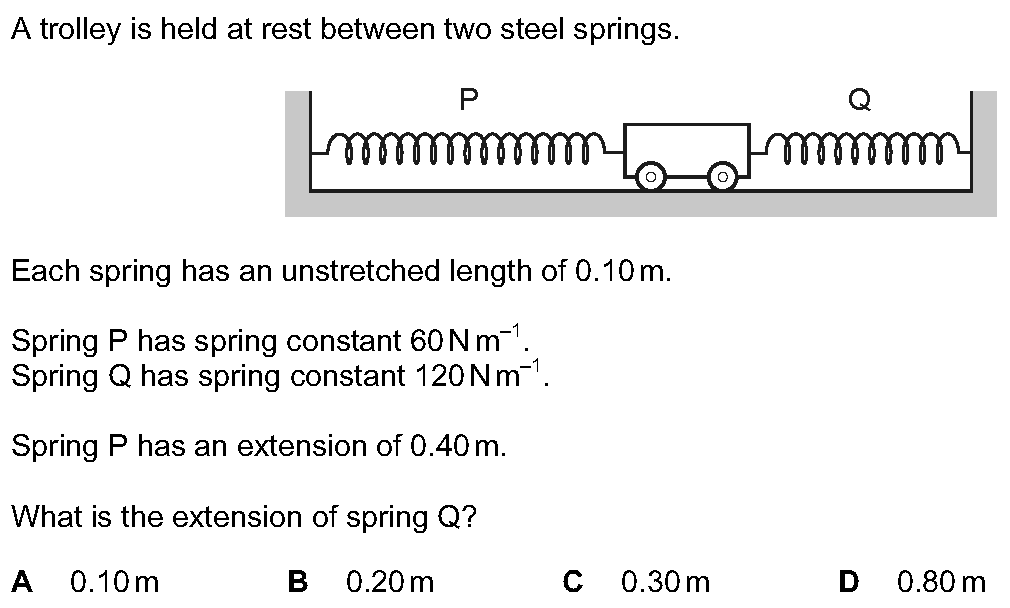 A trolley is held at rest between two steel springs.
P
Q
Each spring has an unstretched length of 0.10 m.
Spring P has spring constant 60 N m⁻¹.
Spring Q has spring constant 120 N m⁻¹.
Spring P has an extension of 0.40 m.
What is the extension of spring Q?
A 0.10 m B 0.20 m C 0.30 m D 0.80 m